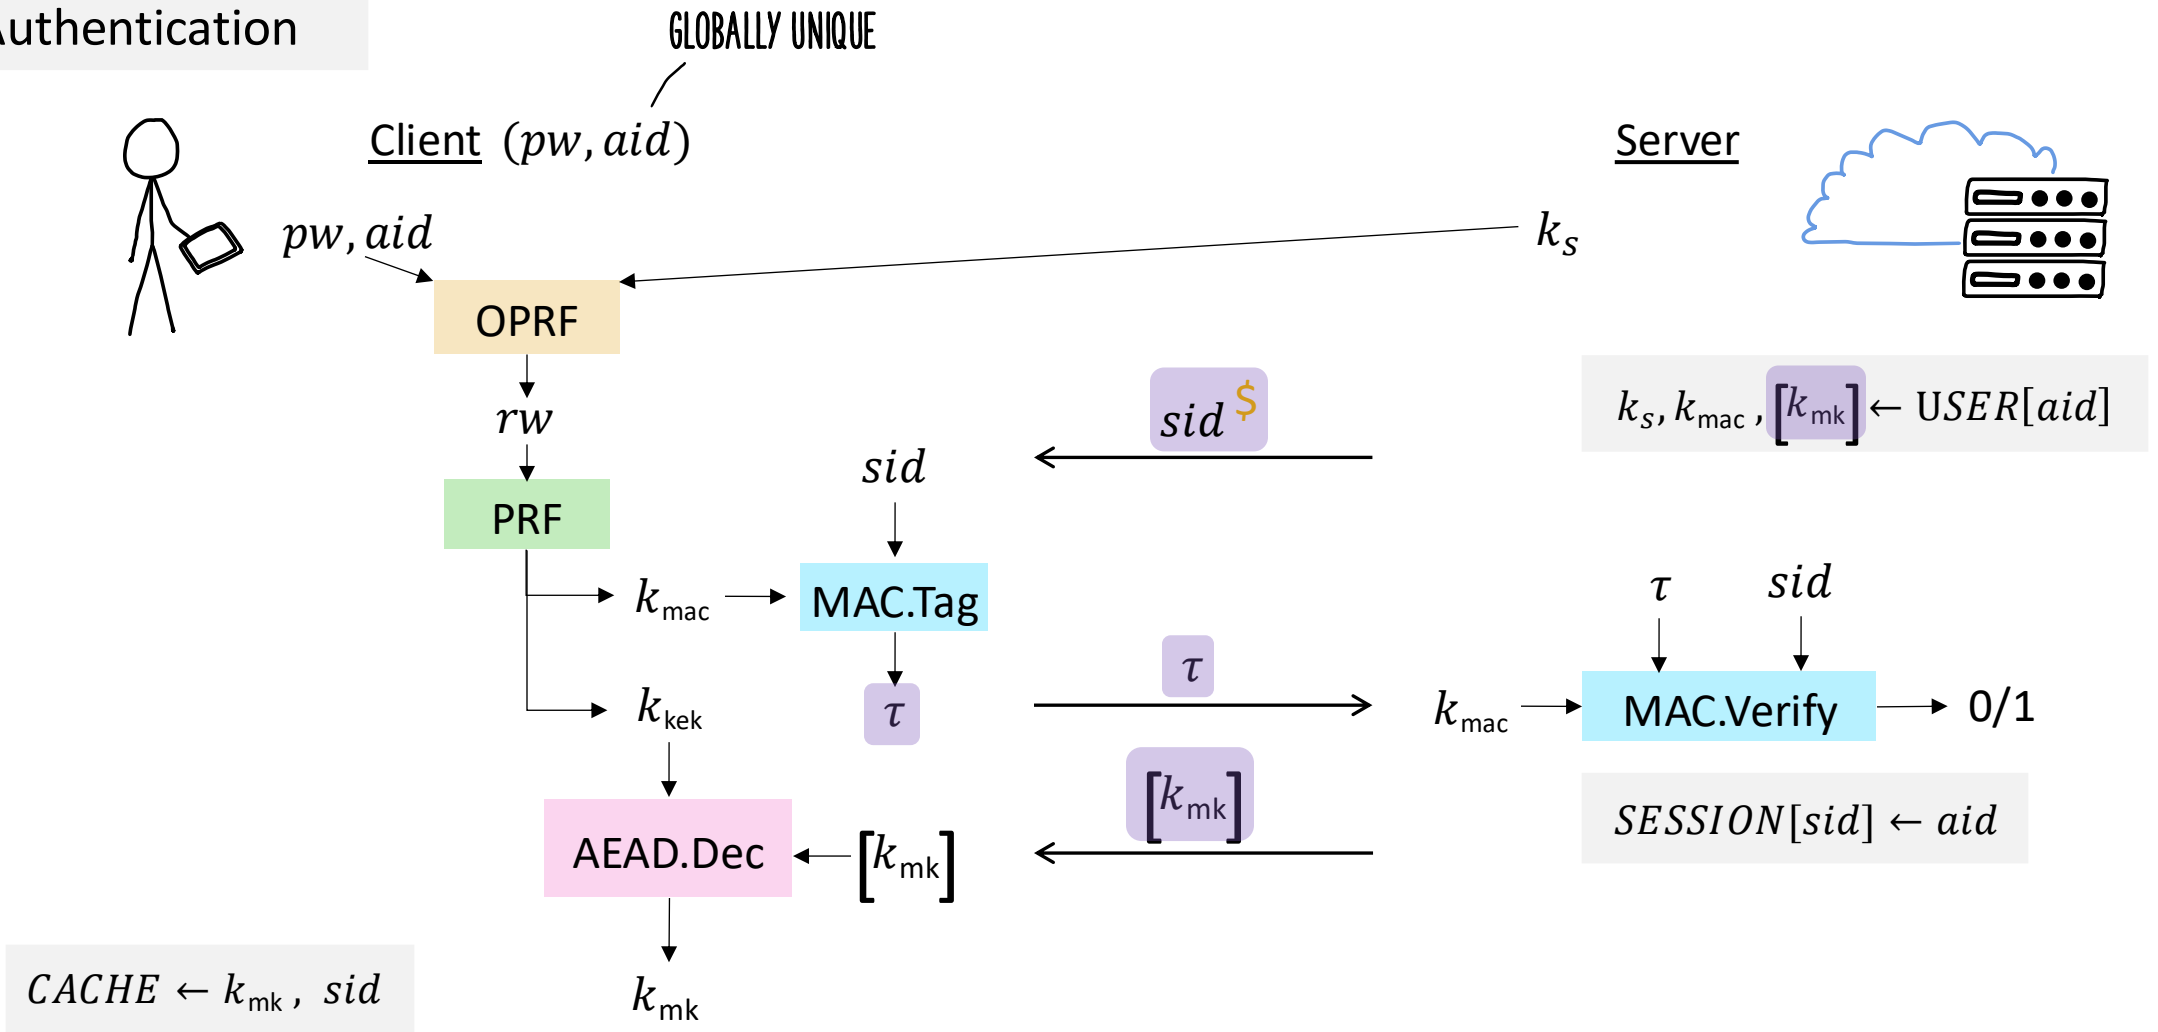 Authentication
GLOBALLY UNIQUE
Client (pw, aid)
Server
pw, aid
k_s
OPRF
rw
sid $
k_s, k_mac , [k_mk] ← USER[aid]
sid
PRF
k_mac
MAC.Tag
τ
sid
τ
k_kek
τ
k_mac
MAC.Verify
0/1
[k_mk]
SESSION[sid] ← aid
AEAD.Dec
[k_mk]
CACHE ← k_mk , sid
k_mk